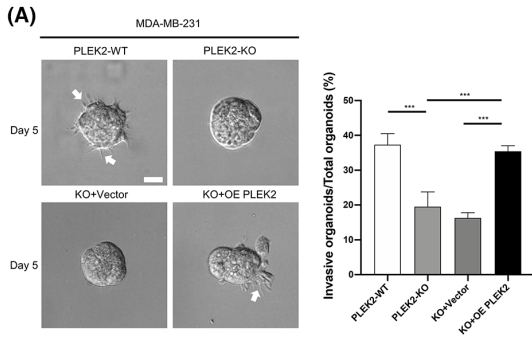 (A)
MDA-MB-231
PLEK2-WT PLEK2-KO
Day 5
KO+Vector KO+OE PLEK2
Day 5
Invasive organoids/Total organoids (%)
50
40
30
20
10
0
***
***
***
PLEK2-WT
PLEK2-KO
KO+Vector
KO+OE PLEK2